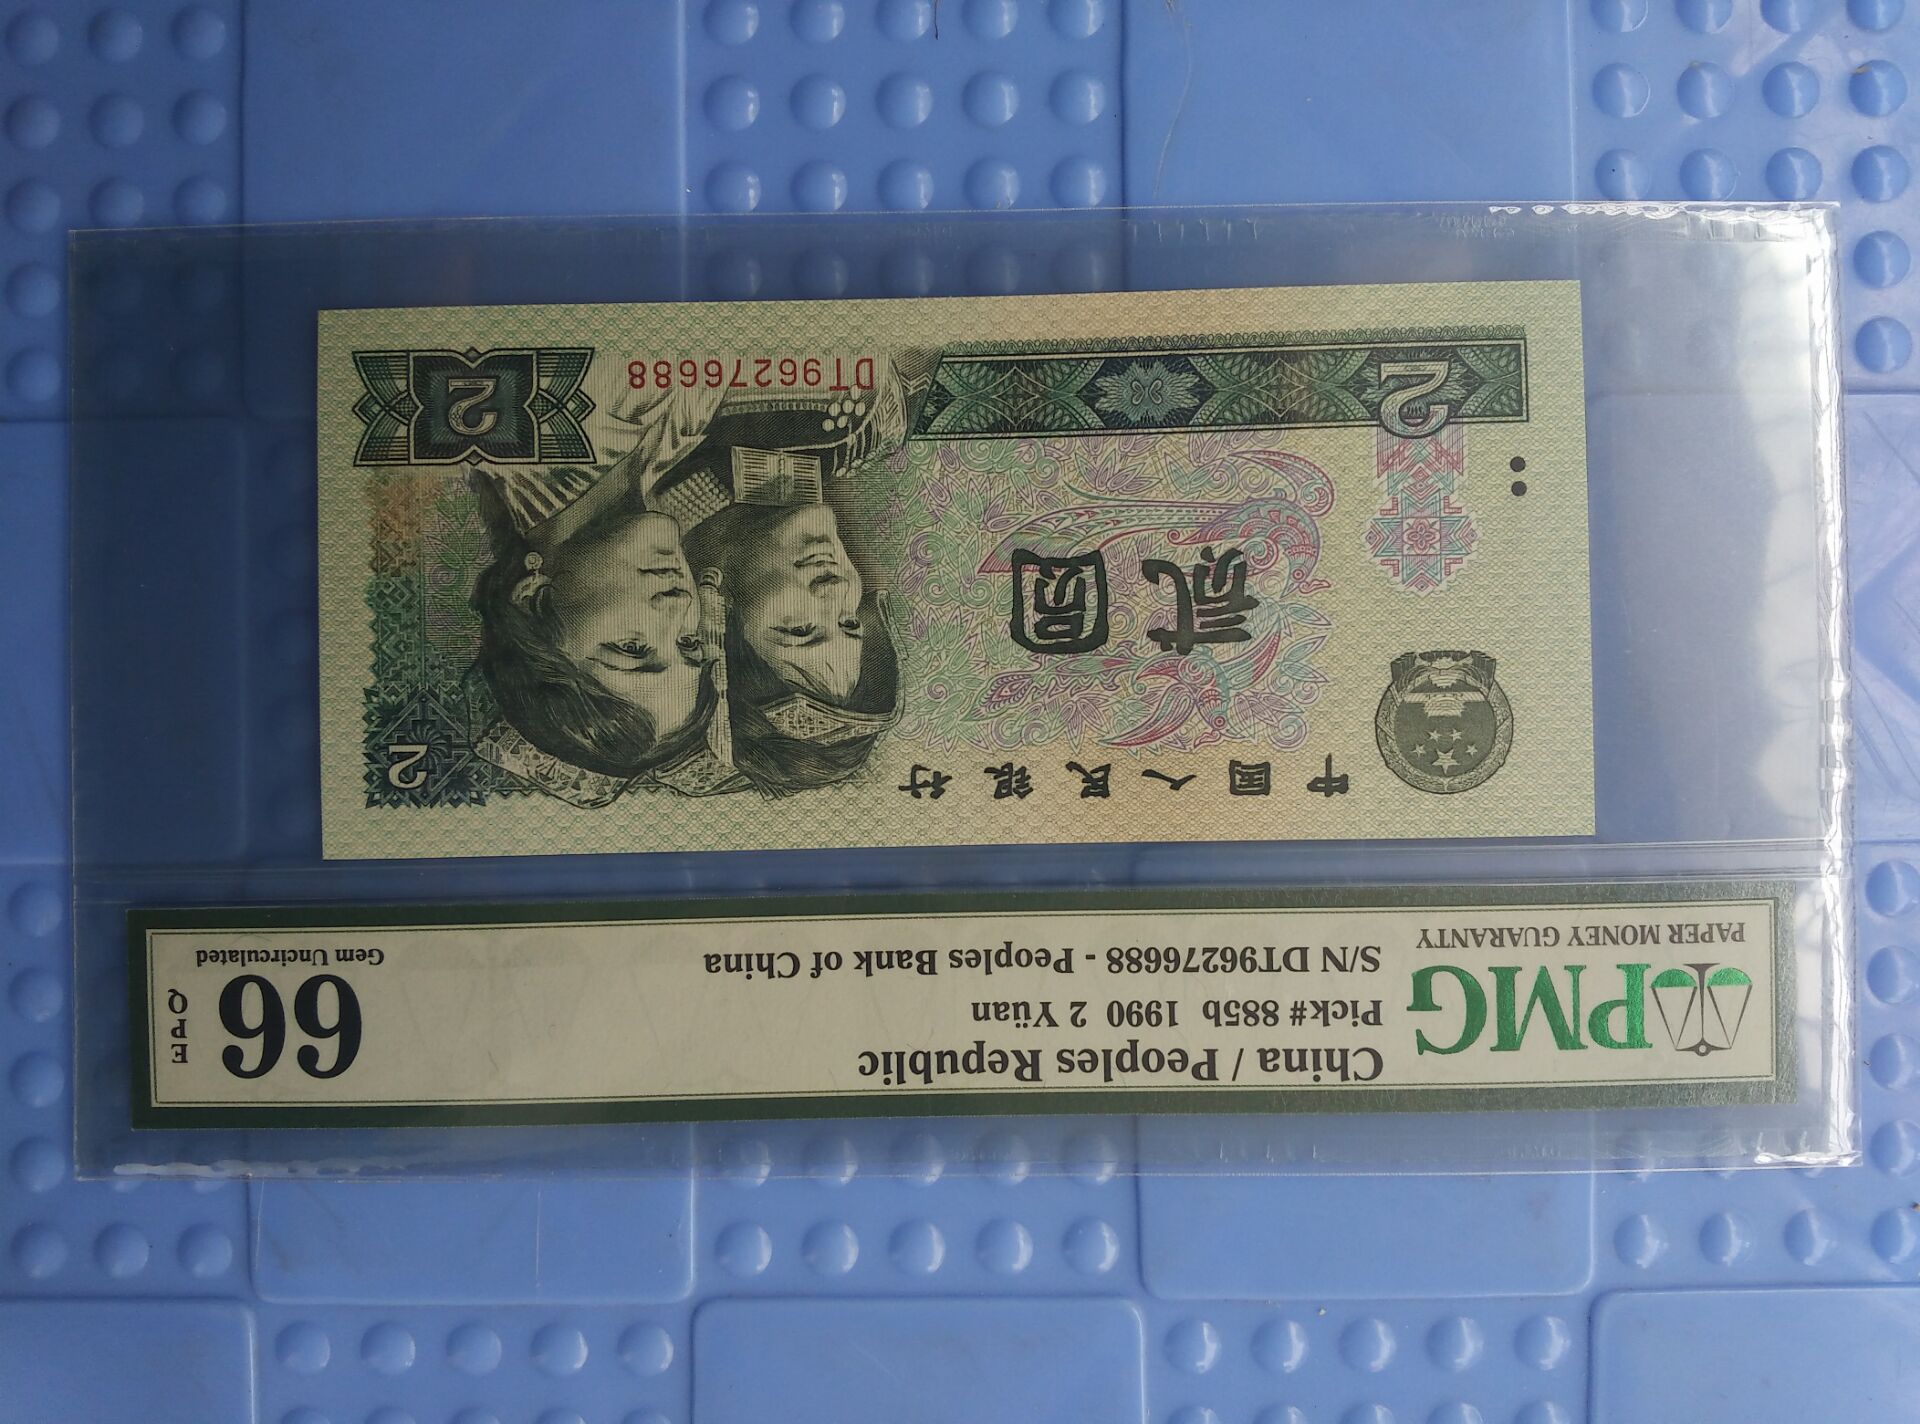 China / Peoples Republic
Pick# 885b 1990 2 Yüan
S/N DT96276688 - Peoples Bank of China
PMG
PAPER MONEY GUARANTY
66
EPQ
Gem Uncirculated
中国人民银行
2
贰圆
2
DT96276688
2